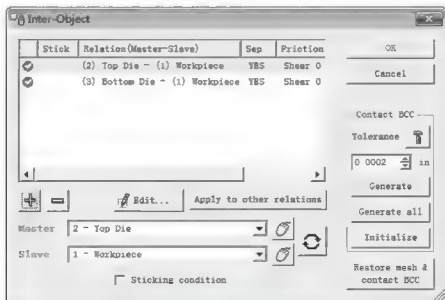 Inter-Object
Stick Relation(Master-Slave) Sep Friction
(2) Top Die - (1) Workpiece YES Shear 0
(3) Bottom Die - (1) Workpiece YES Shear 0
OK
Cancel
Contact BCC
Tolerance
0 0002 in
Generate
Generate all
Initialize
Restore mesh &
contact BCC
Edit... Apply to other relations
Master 2 - Top Die
Slave 1 - Workpiece
Sticking condition